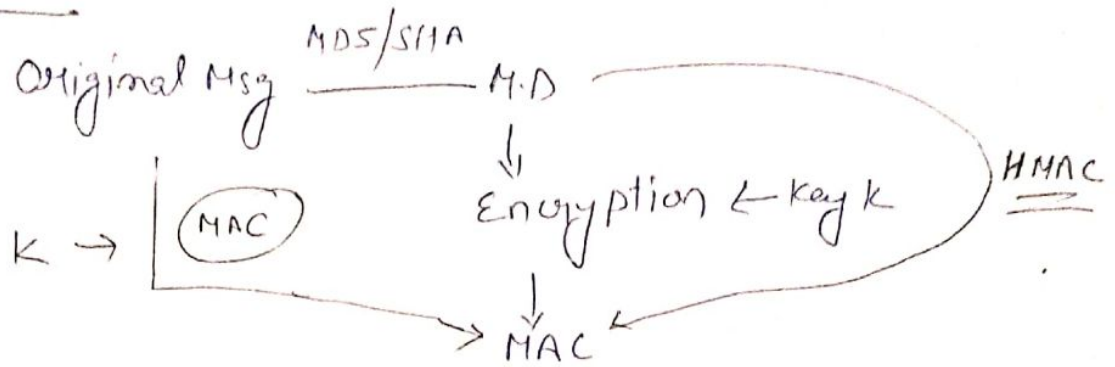 MD5/SHA
Original Msg — M.D
HMAC
Encryption ← Key k
K → MAC
MAC